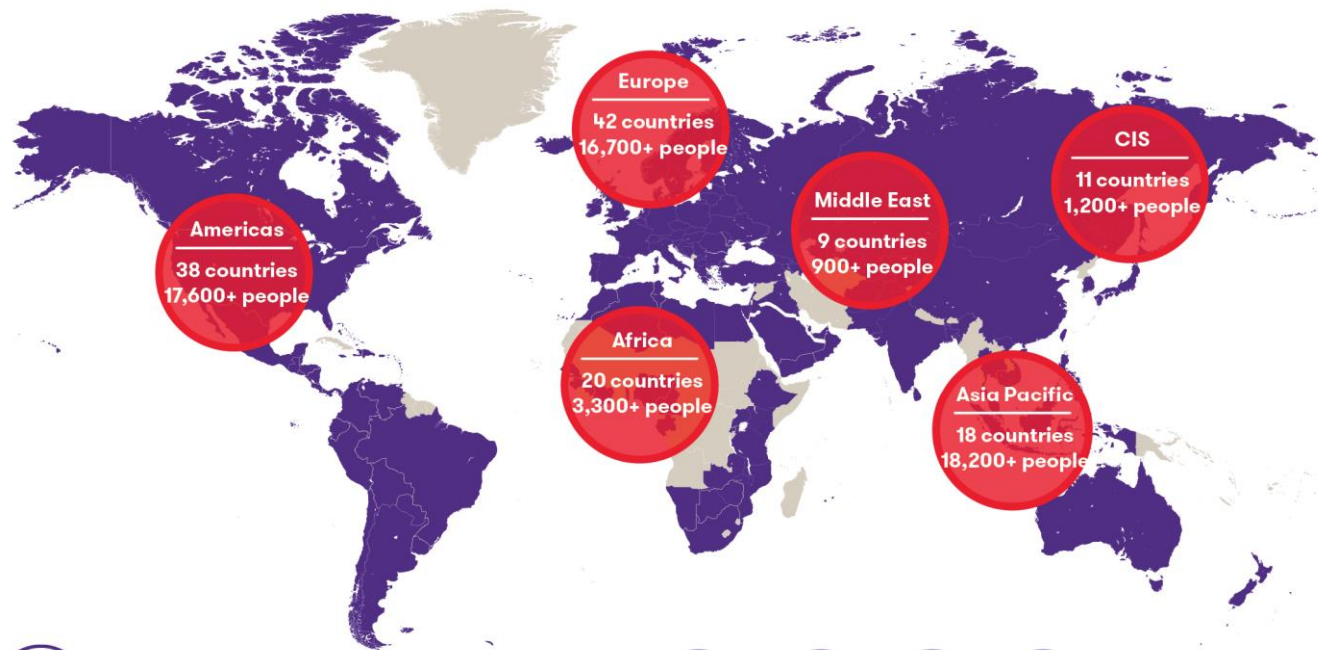 Europe
42 countries
16,700+ people
CIS
11 countries
1,200+ people
Middle East
9 countries
900+ people
Americas
38 countries
17,600+ people
Africa
20 countries
3,300+ people
Asia Pacific
18 countries
18,200+ people